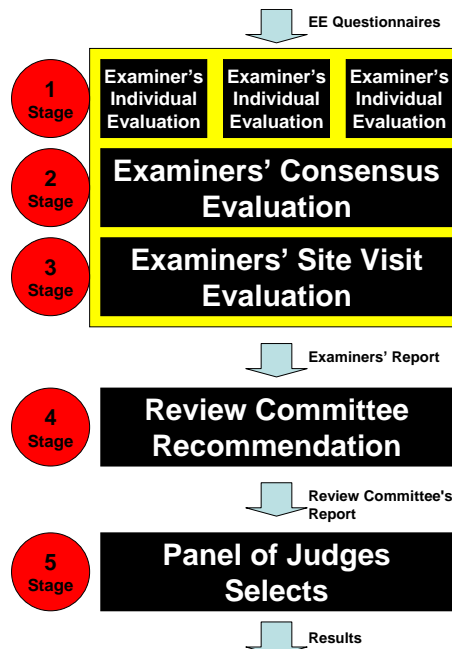 EE Questionnaires
1
Stage
Examiner's
Individual
Evaluation
Examiner's
Individual
Evaluation
Examiner's
Individual
Evaluation
2
Stage
Examiners' Consensus
Evaluation
3
Stage
Examiners' Site Visit
Evaluation
Examiners' Report
4
Stage
Review Committee
Recommendation
Review Committee's
Report
5
Stage
Panel of Judges
Selects
Results